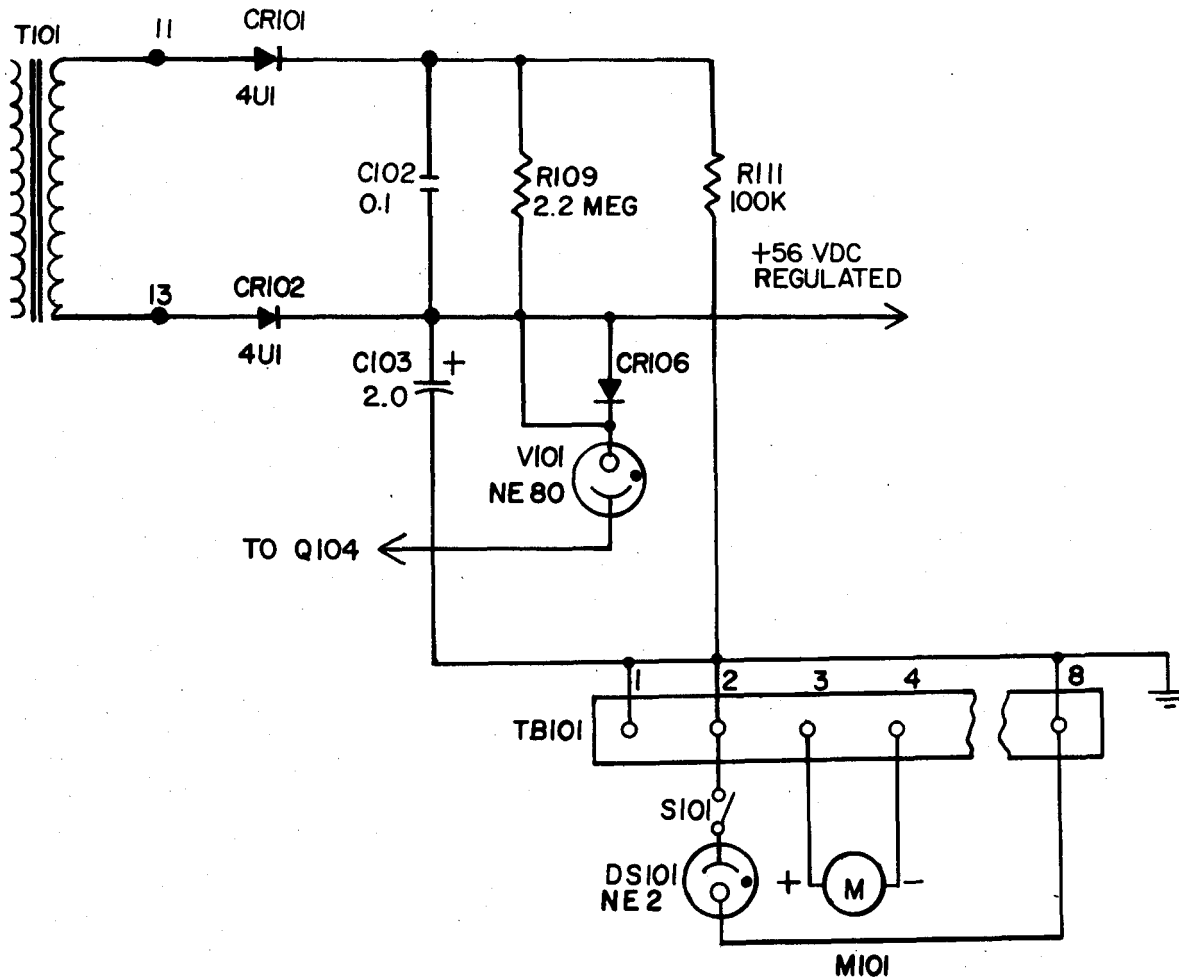 T101
11
CR101
4U1
C102
0.1
R109
2.2 MEG
R111
100K
+56 VDC
REGULATED
13
CR102
4U1
C103 +
2.0
CR106
V101
NE 80
TO Q104
1 2 3 4 8
TB101
S101
DS101
NE 2
+ M -
M101